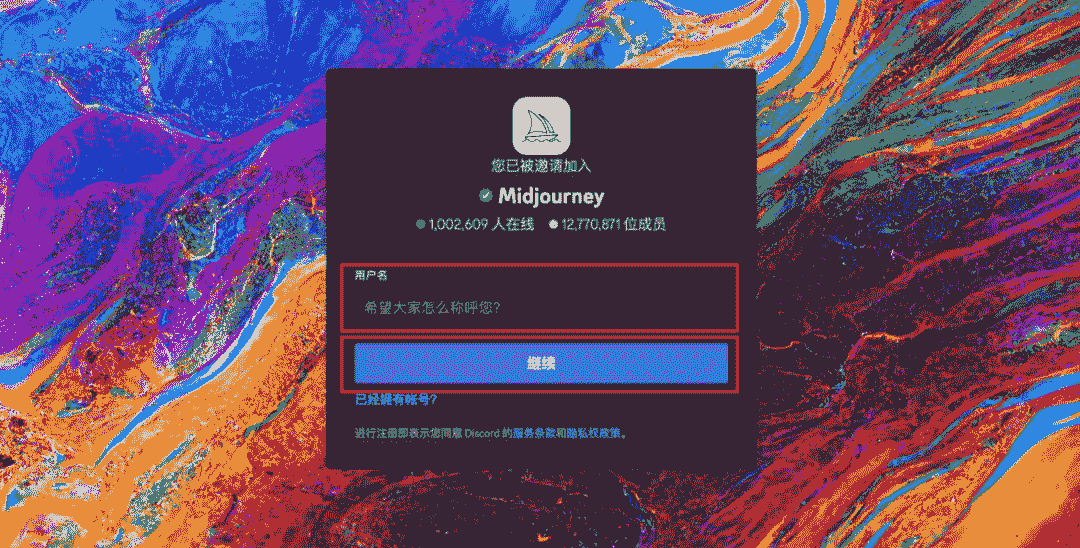 您已被邀请加入
Midjourney
1,002,609 人在线 12,770,871 位成员
用户名
希望大家怎么称呼您?
继续
已经拥有帐号?
进行注册即表示您同意 Discord 的服务条款和隐私权政策。